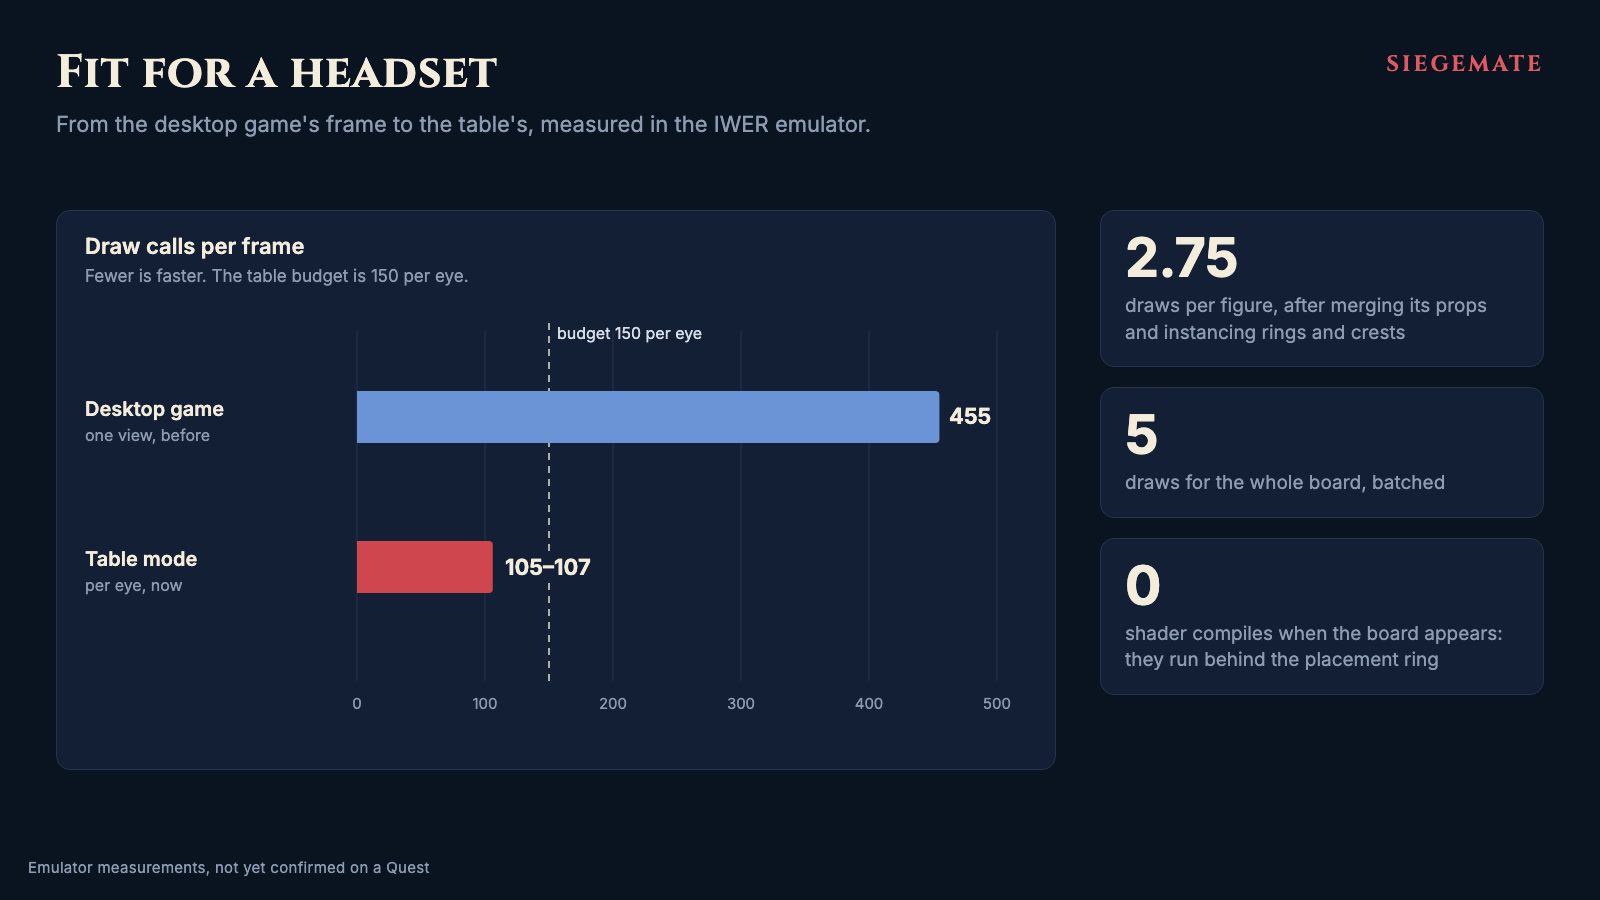 Fit for a headset
SIEGEMATE
From the desktop game's frame to the table's, measured in the IWER emulator.
Draw calls per frame
Fewer is faster. The table budget is 150 per eye.
budget 150 per eye
Desktop game
one view, before
455
Table mode
per eye, now
105–107
0 100 200 300 400 500
2.75
draws per figure, after merging its props
and instancing rings and crests
5
draws for the whole board, batched
0
shader compiles when the board appears:
they run behind the placement ring
Emulator measurements, not yet confirmed on a Quest